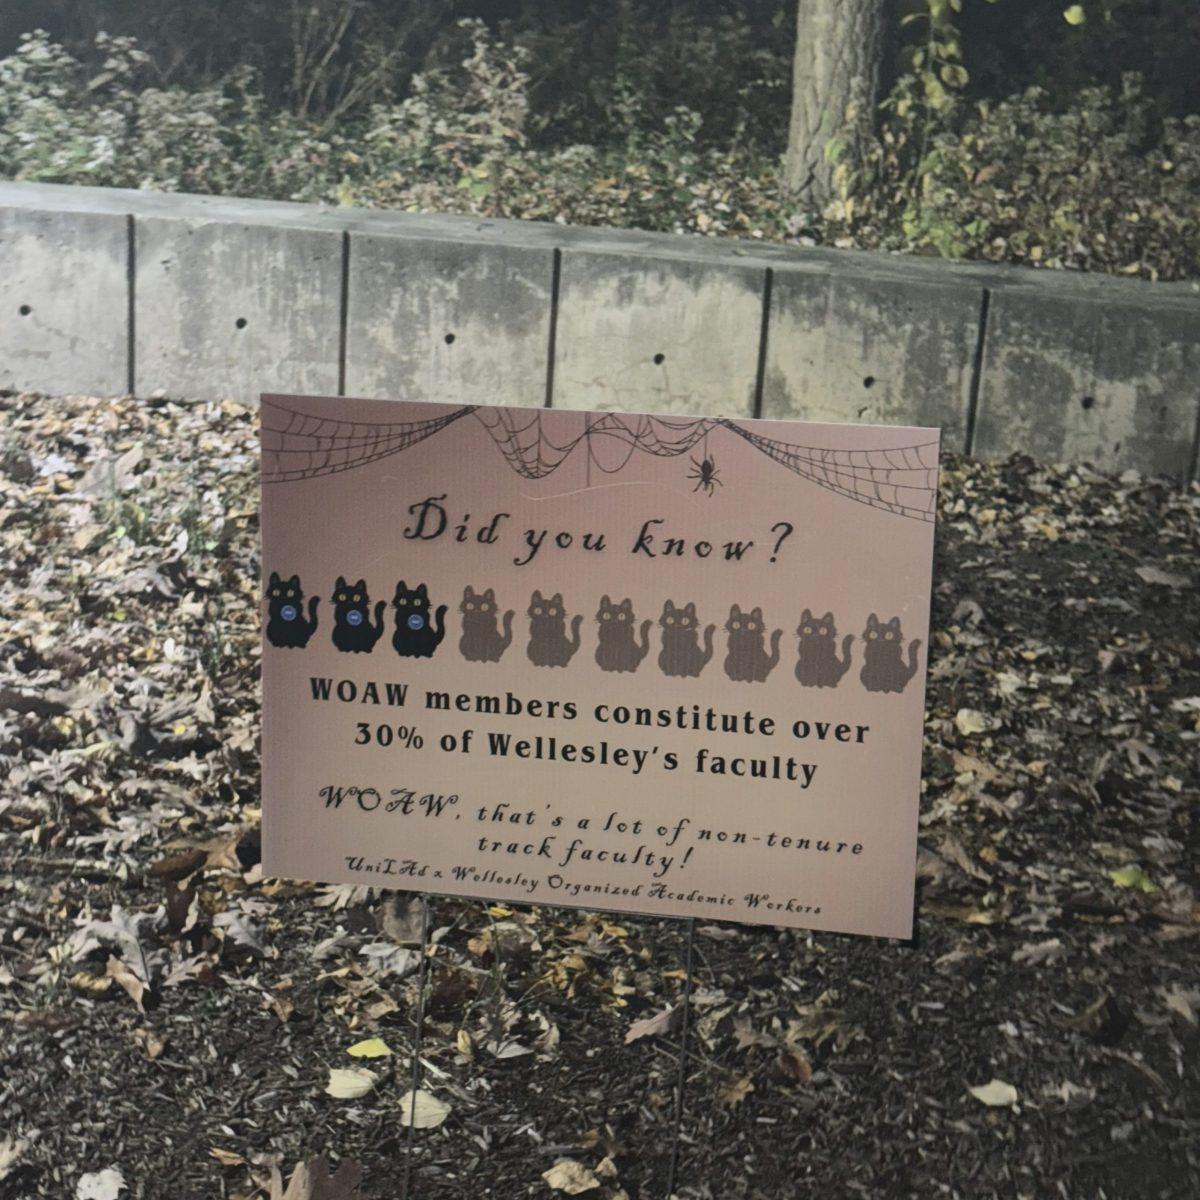 Did you know?
WOAW members constitute over
30% of Wellesley's faculty
WOAW, that's a lot of non-tenure
track faculty!
UniLAd x Wellesley Organized Academic Workers